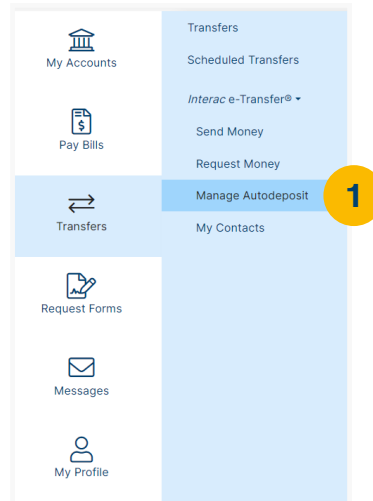 My Accounts
Pay Bills
Transfers
Request Forms
Messages
My Profile
Transfers
Scheduled Transfers
Interac e-Transfer®
Send Money
Request Money
Manage Autodeposit
1
My Contacts